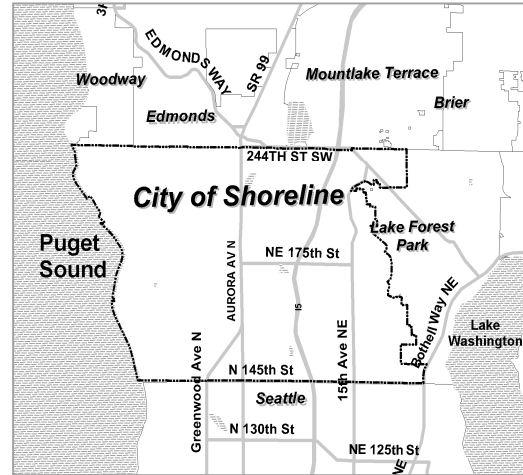 3R
EDMONDS WAY
SR 99
Woodway
Mountlake Terrace
Brier
Edmonds
244TH ST SW
City of Shoreline
Lake Forest
Park
Puget
Sound
NE 175th St
AURORA AV N
I5
15th Ave NE
Bothell Way NE
Lake
Washington
Greenwood Ave N
N 145th St
Seattle
N 130th St
NE 125th St
NE